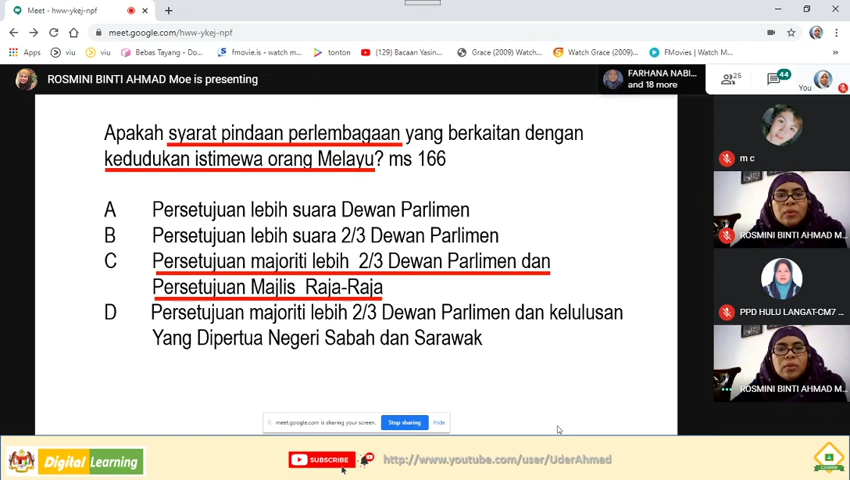 Meet - hww-ykej-npf
meet.google.com/hww-ykej-npf
Apps
viu
viu
Bebas Tayang - Do...
fmovie.is - watch m...
tonton
(129) Bacaan Yasin...
Grace (2009) Watch...
Watch Grace (2009)...
FMovies | Watch M...
ROSMINI BINTI AHMAD Moe is presenting
FARHANA NABI...
and 18 more
25
44
You
Apakah syarat pindaan perlembagaan yang berkaitan dengan
kedudukan istimewa orang Melayu? ms 166
A Persetujuan lebih suara Dewan Parlimen
B Persetujuan lebih suara 2/3 Dewan Parlimen
C Persetujuan majoriti lebih 2/3 Dewan Parlimen dan
Persetujuan Majlis Raja-Raja
D Persetujuan majoriti lebih 2/3 Dewan Parlimen dan kelulusan
Yang Dipertua Negeri Sabah dan Sarawak
m c
ROSMINI BINTI AHMAD M...
PPD HULU LANGAT-CM7 ...
ROSMINI BINTI AHMAD M...
meet.google.com is sharing your screen.
Stop sharing
Hide
Digital Learning
SUBSCRIBE
http://www.youtube.com/user/UderAhmad